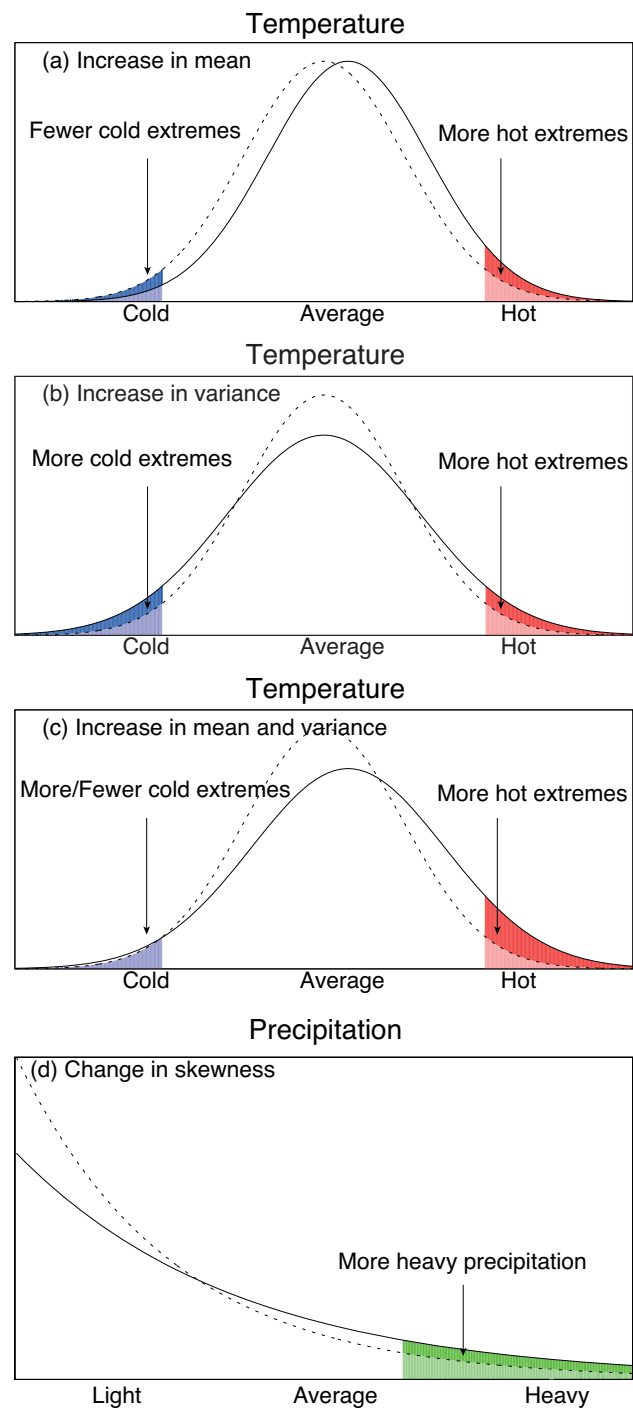 Temperature
(a) Increase in mean
Fewer cold extremes
More hot extremes
Cold Average Hot
Temperature
(b) Increase in variance
More cold extremes
More hot extremes
Cold Average Hot
Temperature
(c) Increase in mean and variance
More/Fewer cold extremes
More hot extremes
Cold Average Hot
Precipitation
(d) Change in skewness
More heavy precipitation
Light Average Heavy